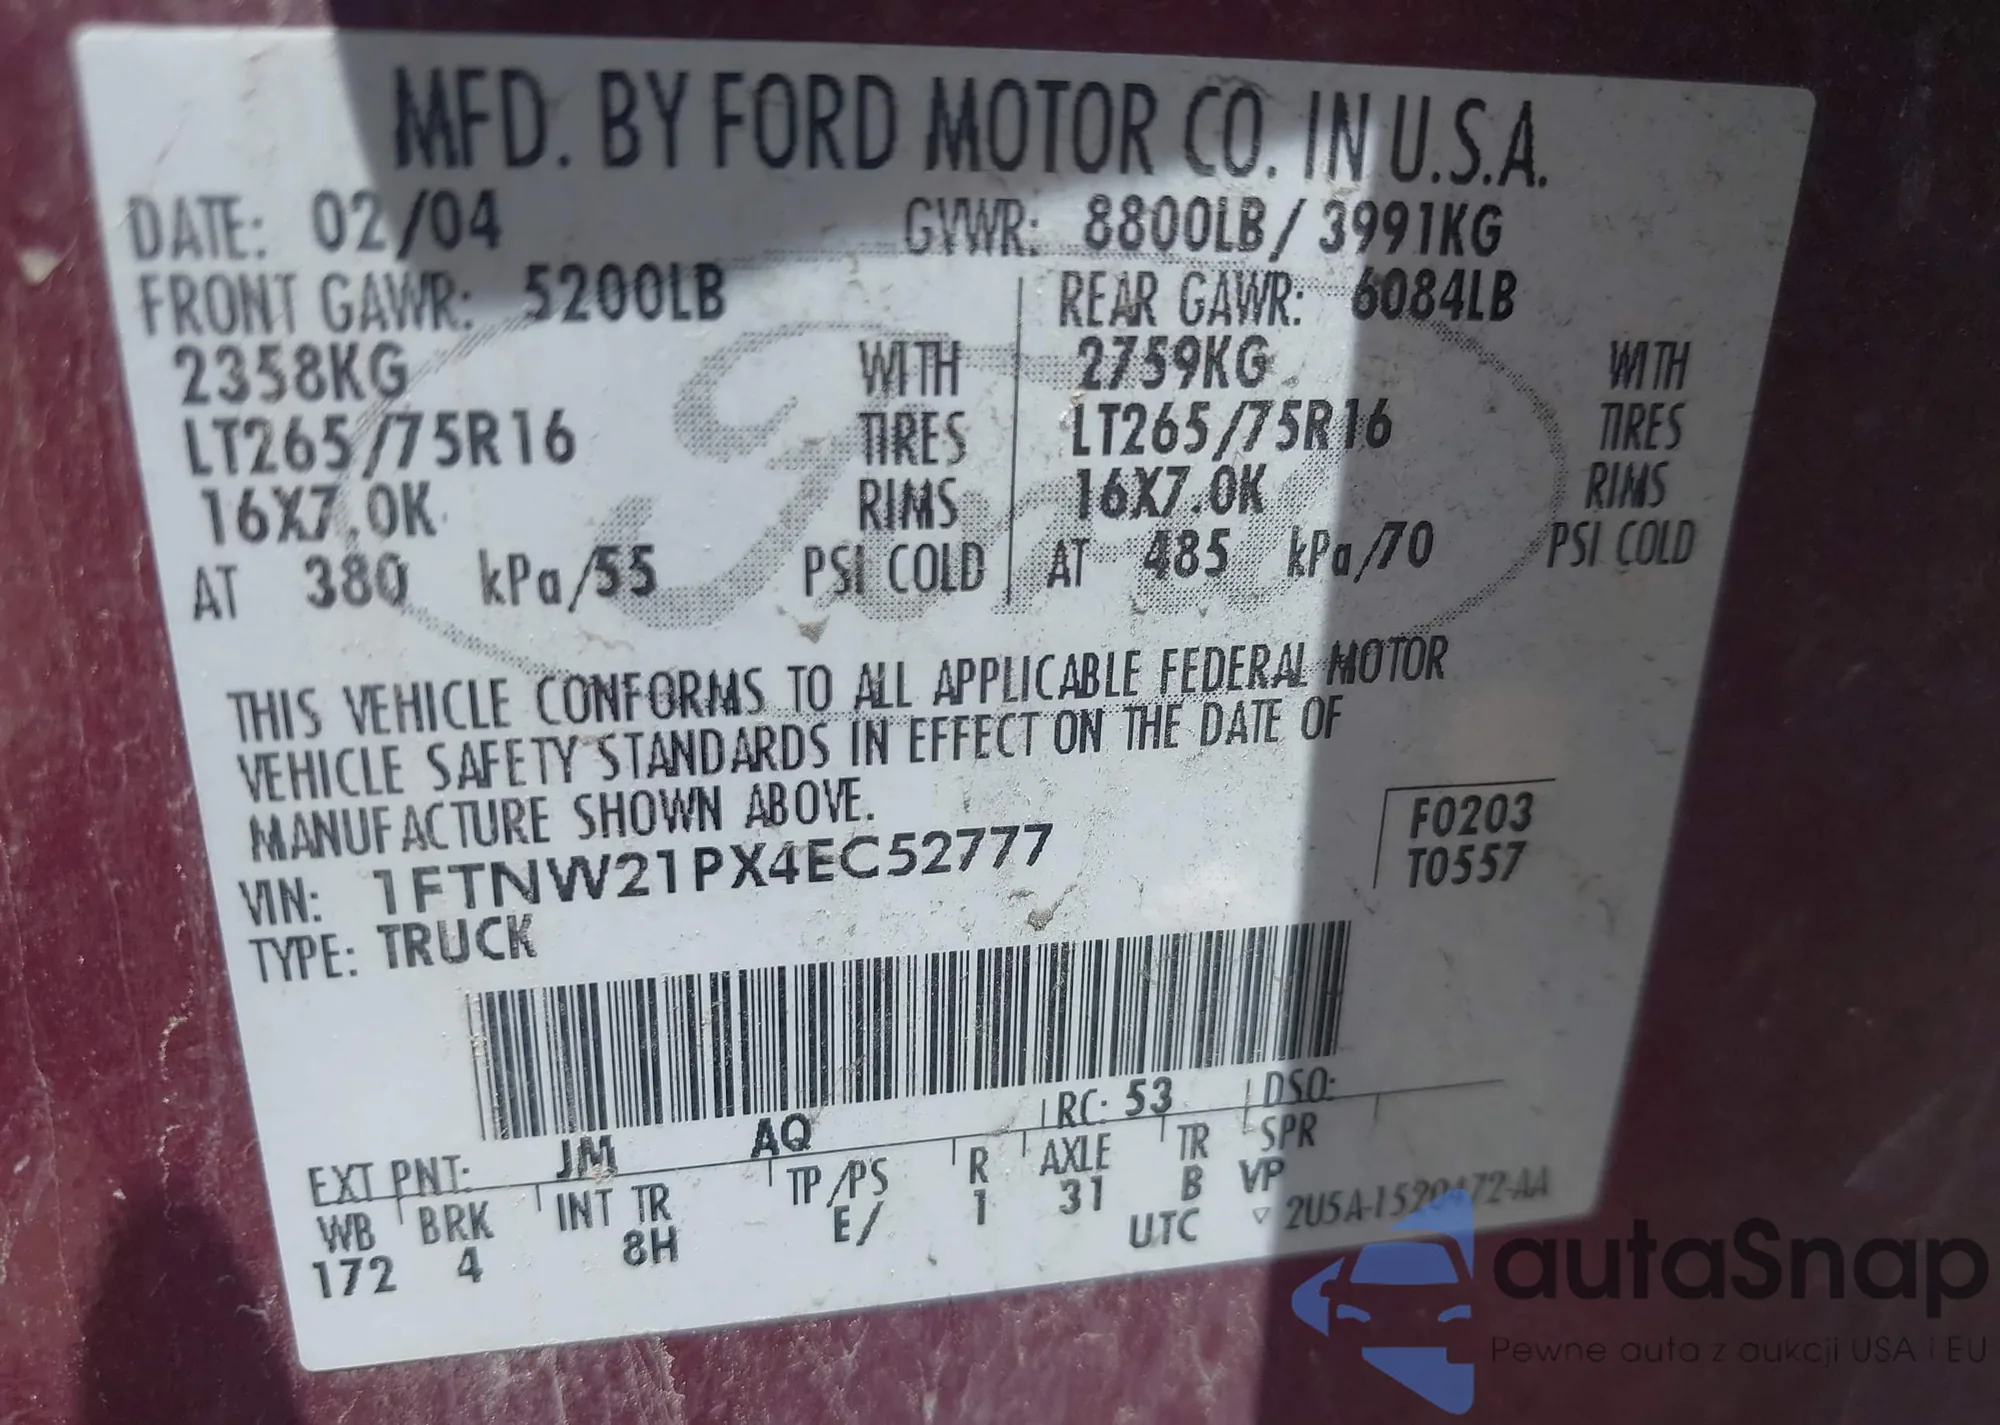 MFD. BY FORD MOTOR CO. IN U.S.A.
DATE: 02/04 GVWR: 8800LB/3991KG
FRONT GAWR: 5200LB REAR GAWR: 6084LB
2358KG WITH 2759KG WITH
LT265/75R16 TIRES LT265/75R16 TIRES
16X7.0K RIMS 16X7.0K RIMS
AT 380 kPa/55 PSI COLD AT 485 kPa/70 PSI COLD
Ford
THIS VEHICLE CONFORMS TO ALL APPLICABLE FEDERAL MOTOR
VEHICLE SAFETY STANDARDS IN EFFECT ON THE DATE OF
MANUFACTURE SHOWN ABOVE.
F0203
VIN: 1FTNW21PX4EC52777 T0557
TYPE: TRUCK
RC: 53 DSO:
EXT PNT: JM AQ
WB BRK INT TR TP/PS R AXLE TR SPR
172 4 8H E/ 1 31 B VP
UTC ▽ 2U5A-1520472-AA
autaSnap
Pewne auta z aukcji USA i EU